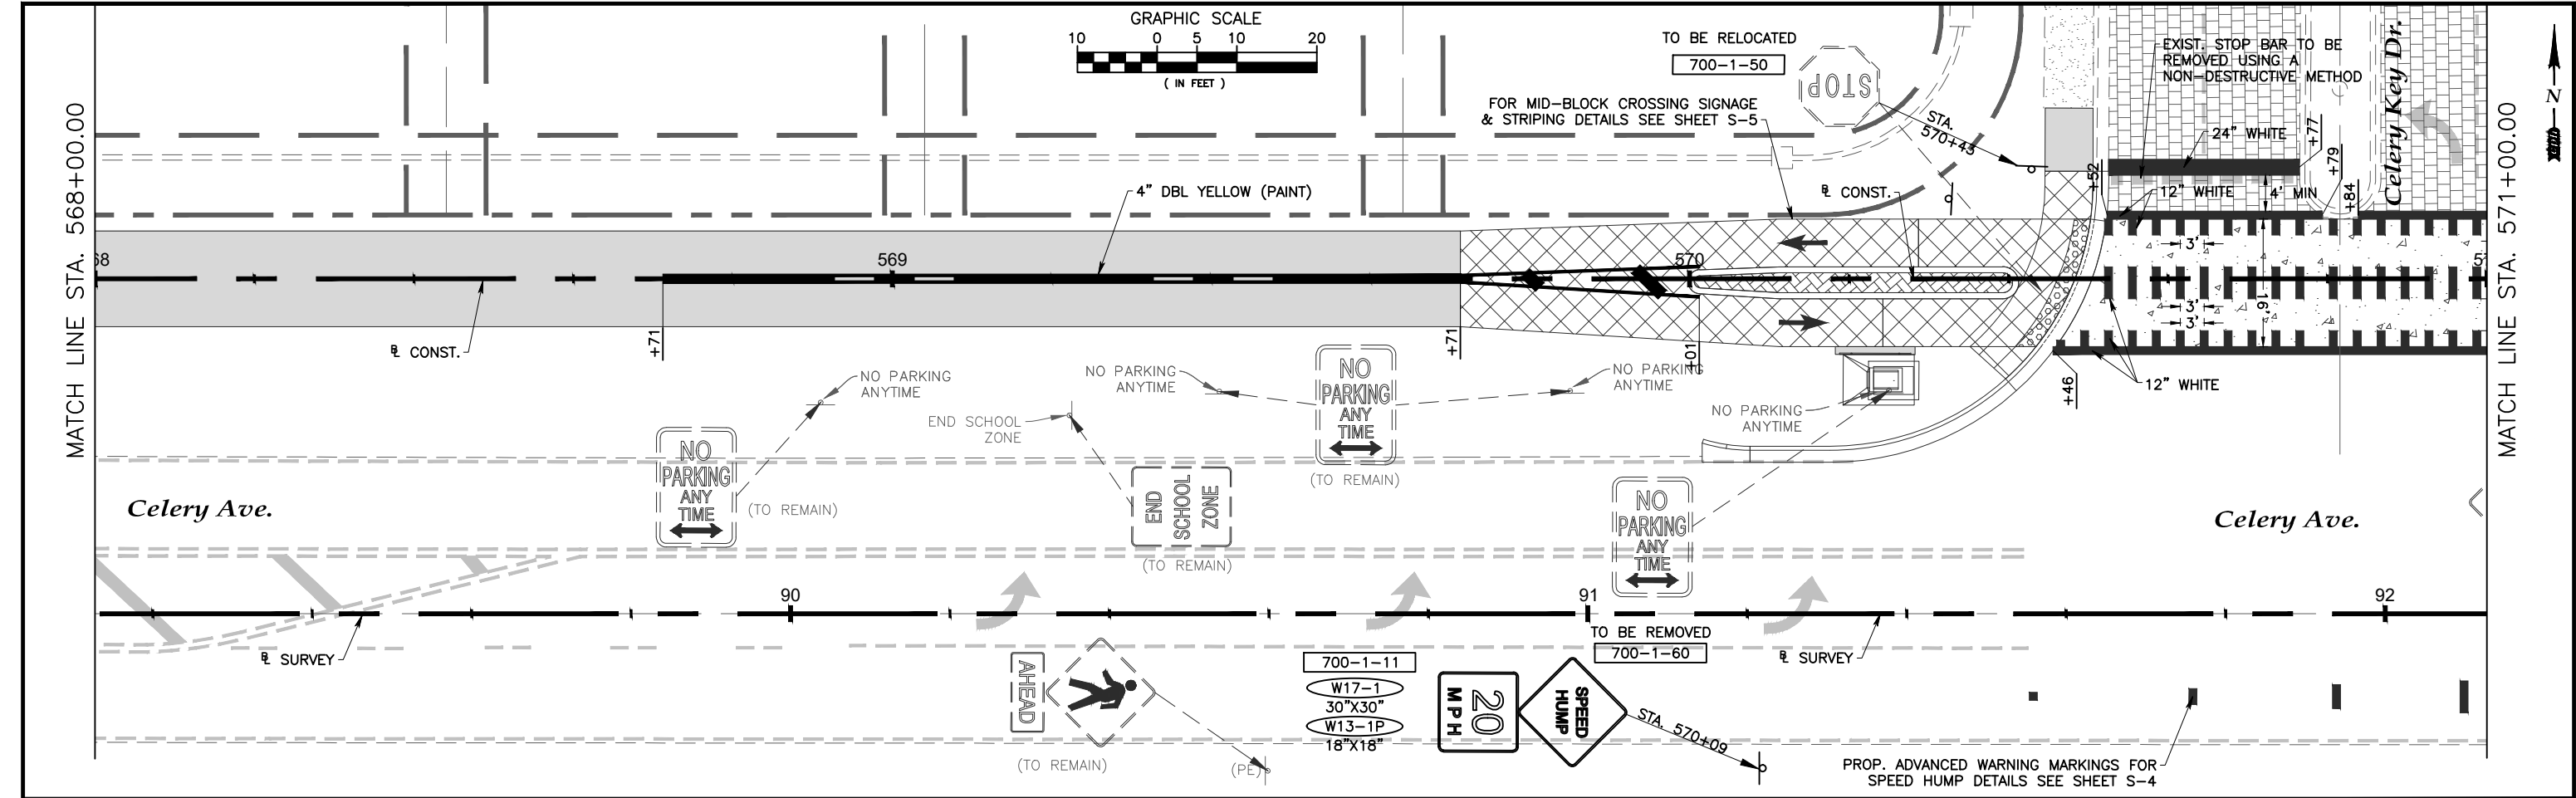 GRAPHIC SCALE
10 0 5 10 20
( IN FEET )
TO BE RELOCATED
700-1-50
STOP
FOR MID-BLOCK CROSSING SIGNAGE
& STRIPING DETAILS SEE SHEET S-5
STA.
570+43
EXIST. STOP BAR TO BE
REMOVED USING A
NON-DESTRUCTIVE METHOD
Celery Key Dr.
N
24" WHITE
+77
+79
+52
12" WHITE
4' MIN
+84
MATCH LINE STA. 568+00.00
MATCH LINE STA. 571+00.00
4" DBL YELLOW (PAINT)
℄ CONST.
68
569
570
57
3'
3'
3'
16'
℄ CONST.
+71
+71
+01
+46
12" WHITE
NO PARKING
ANYTIME
NO PARKING
ANYTIME
NO PARKING
ANYTIME
END SCHOOL
ZONE
NO PARKING
ANYTIME
NO
PARKING
ANY
TIME
(TO REMAIN)
NO
PARKING
ANY
TIME
(TO REMAIN)
END
SCHOOL
ZONE
(TO REMAIN)
NO
PARKING
ANY
TIME
Celery Ave.
Celery Ave.
90
91
92
℄ SURVEY
℄ SURVEY
TO BE REMOVED
700-1-60
AHEAD
(TO REMAIN)
(PE)
700-1-11
W17-1
30"X30"
W13-1P
18"X18"
20
MPH
SPEED
HUMP
STA. 570+09
PROP. ADVANCED WARNING MARKINGS FOR
SPEED HUMP DETAILS SEE SHEET S-4